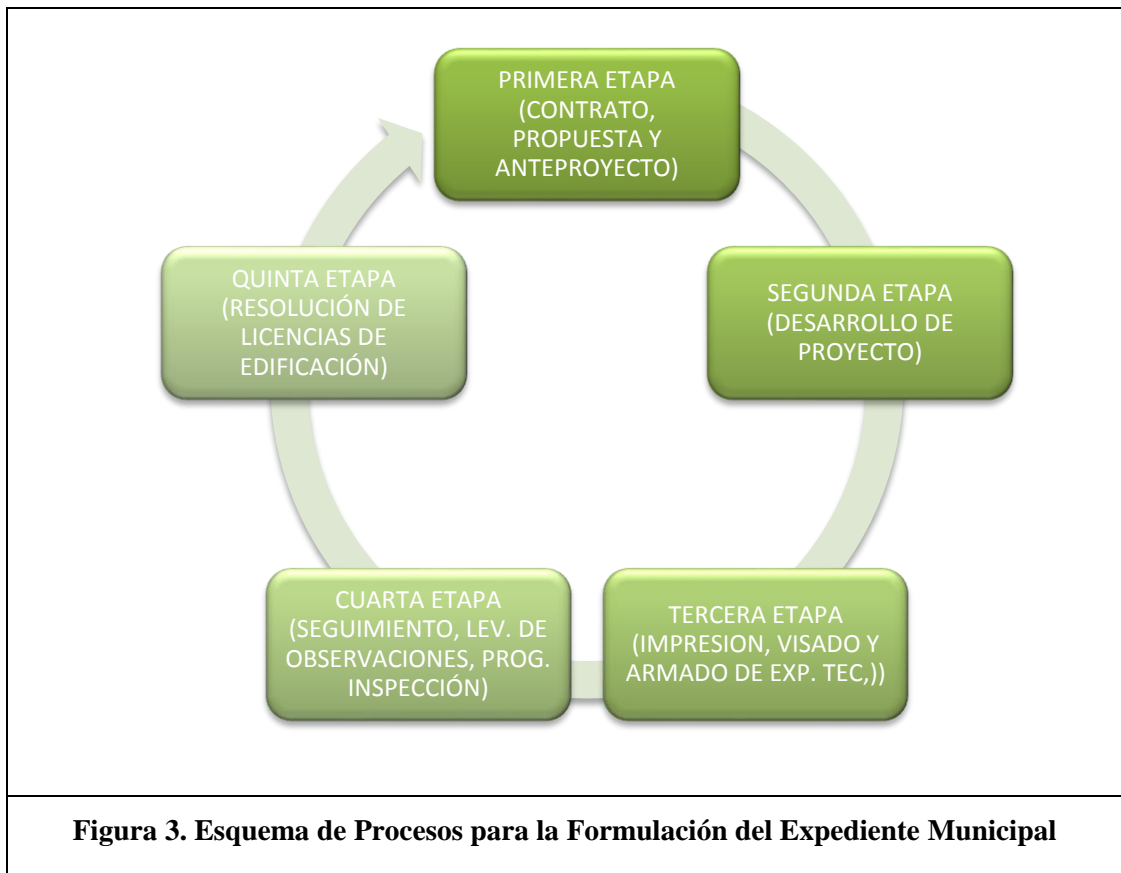 PRIMERA ETAPA
(CONTRATO,
PROPUESTA Y
ANTEPROYECTO)
SEGUNDA ETAPA
(DESARROLLO DE
PROYECTO)
TERCERA ETAPA
(IMPRESION, VISADO Y
ARMADO DE EXP. TEC,))
CUARTA ETAPA
(SEGUIMIENTO, LEV. DE
OBSERVACIONES, PROG.
INSPECCIÓN)
QUINTA ETAPA
(RESOLUCIÓN DE
LICENCIAS DE
EDIFICACIÓN)
Figura 3. Esquema de Procesos para la Formulación del Expediente Municipal